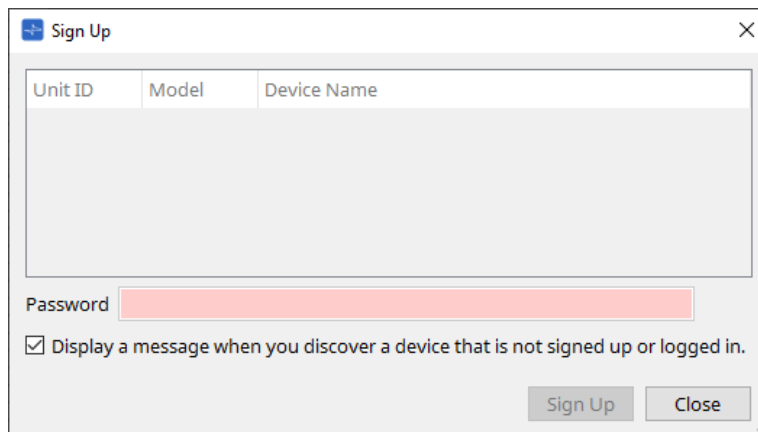 Sign Up
Unit ID Model Device Name
Password
Display a message when you discover a device that is not signed up or logged in.
Sign Up Close